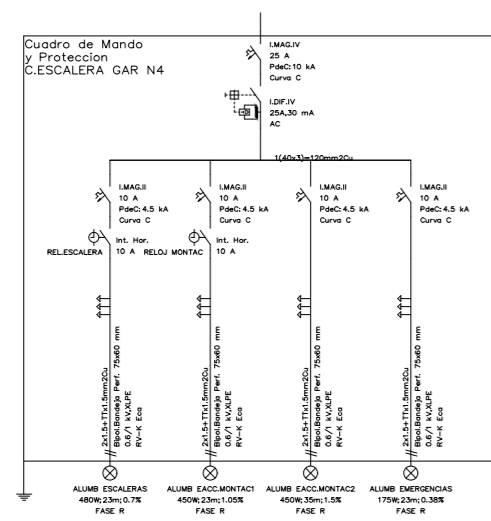 Cuadro de Mando
y Proteccion
C.ESCALERA GAR N4
I.MAG.IV
25 A
PdeC: 10 kA
Curva C
I.DIF.IV
25A,30 mA
AC
1(40x3)=120mm2Cu
I.MAG.II
10 A
PdeC: 4.5 kA
Curva C
I.MAG.II
10 A
PdeC: 4.5 kA
Curva C
I.MAG.II
10 A
PdeC: 4.5 kA
Curva C
I.MAG.II
10 A
PdeC: 4.5 kA
Curva C
REL.ESCALERA
Int. Hor.
10 A
RELOJ MONTAC
Int. Hor.
10 A
2x1.5+TTx1.5mm2Cu
Bipol.Bandeja Perf. 75x60 mm
0.6/1 kV,XLPE
RV-K Eca
2x1.5+TTx1.5mm2Cu
Bipol.Bandeja Perf. 75x60 mm
0.6/1 kV,XLPE
RV-K Eca
2x1.5+TTx1.5mm2Cu
Bipol.Bandeja Perf. 75x60 mm
0.6/1 kV,XLPE
RV-K Eca
2x1.5+TTx1.5mm2Cu
Bipol.Bandeja Perf. 75x60 mm
0.6/1 kV,XLPE
RV-K Eca
ALUMB ESCALERAS
480W; 23m; 0.7%
FASE R
ALUMB EACC.MONTAC1
450W; 23m; 1.05%
FASE R
ALUMB EACC.MONTAC2
450W; 35m; 1.5%
FASE R
ALUMB EMERGENCIAS
175W; 23m; 0.38%
FASE R